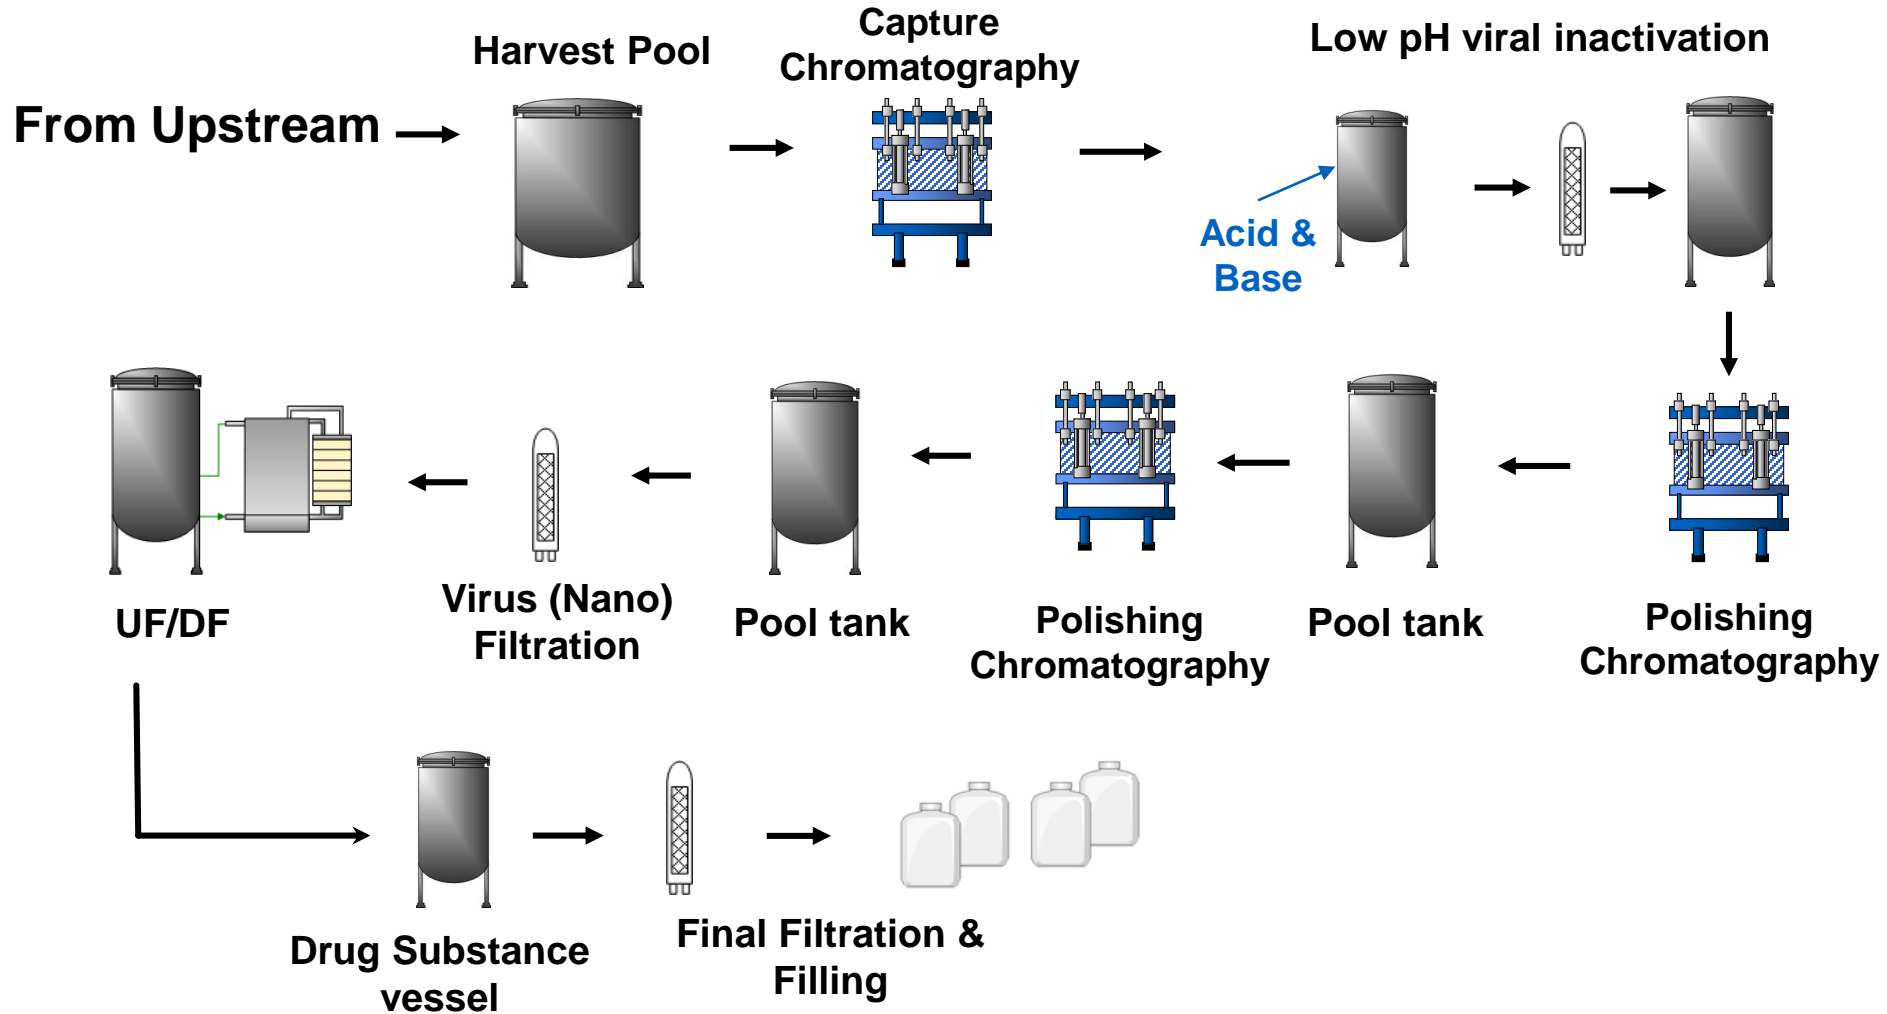 From Upstream
Harvest Pool
Capture
Chromatography
Low pH viral inactivation
Acid &
Base
Polishing
Chromatography
Pool tank
Polishing
Chromatography
Pool tank
Virus (Nano)
Filtration
UF/DF
Drug Substance
vessel
Final Filtration &
Filling